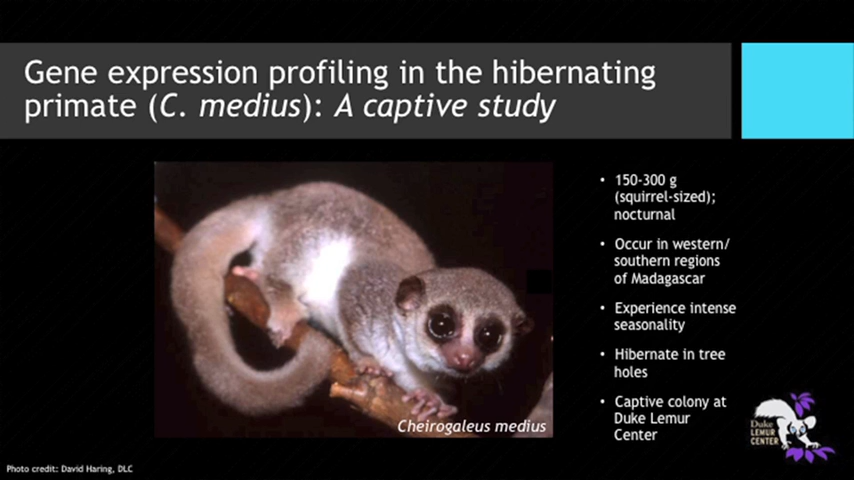 Gene expression profiling in the hibernating
primate (C. medius): A captive study
• 150-300 g
(squirrel-sized);
nocturnal
• Occur in western/
southern regions
of Madagascar
• Experience intense
seasonality
• Hibernate in tree
holes
• Captive colony at
Duke Lemur
Center
Cheirogaleus medius
Duke
LEMUR
CENTER
Photo credit: David Haring, DLC